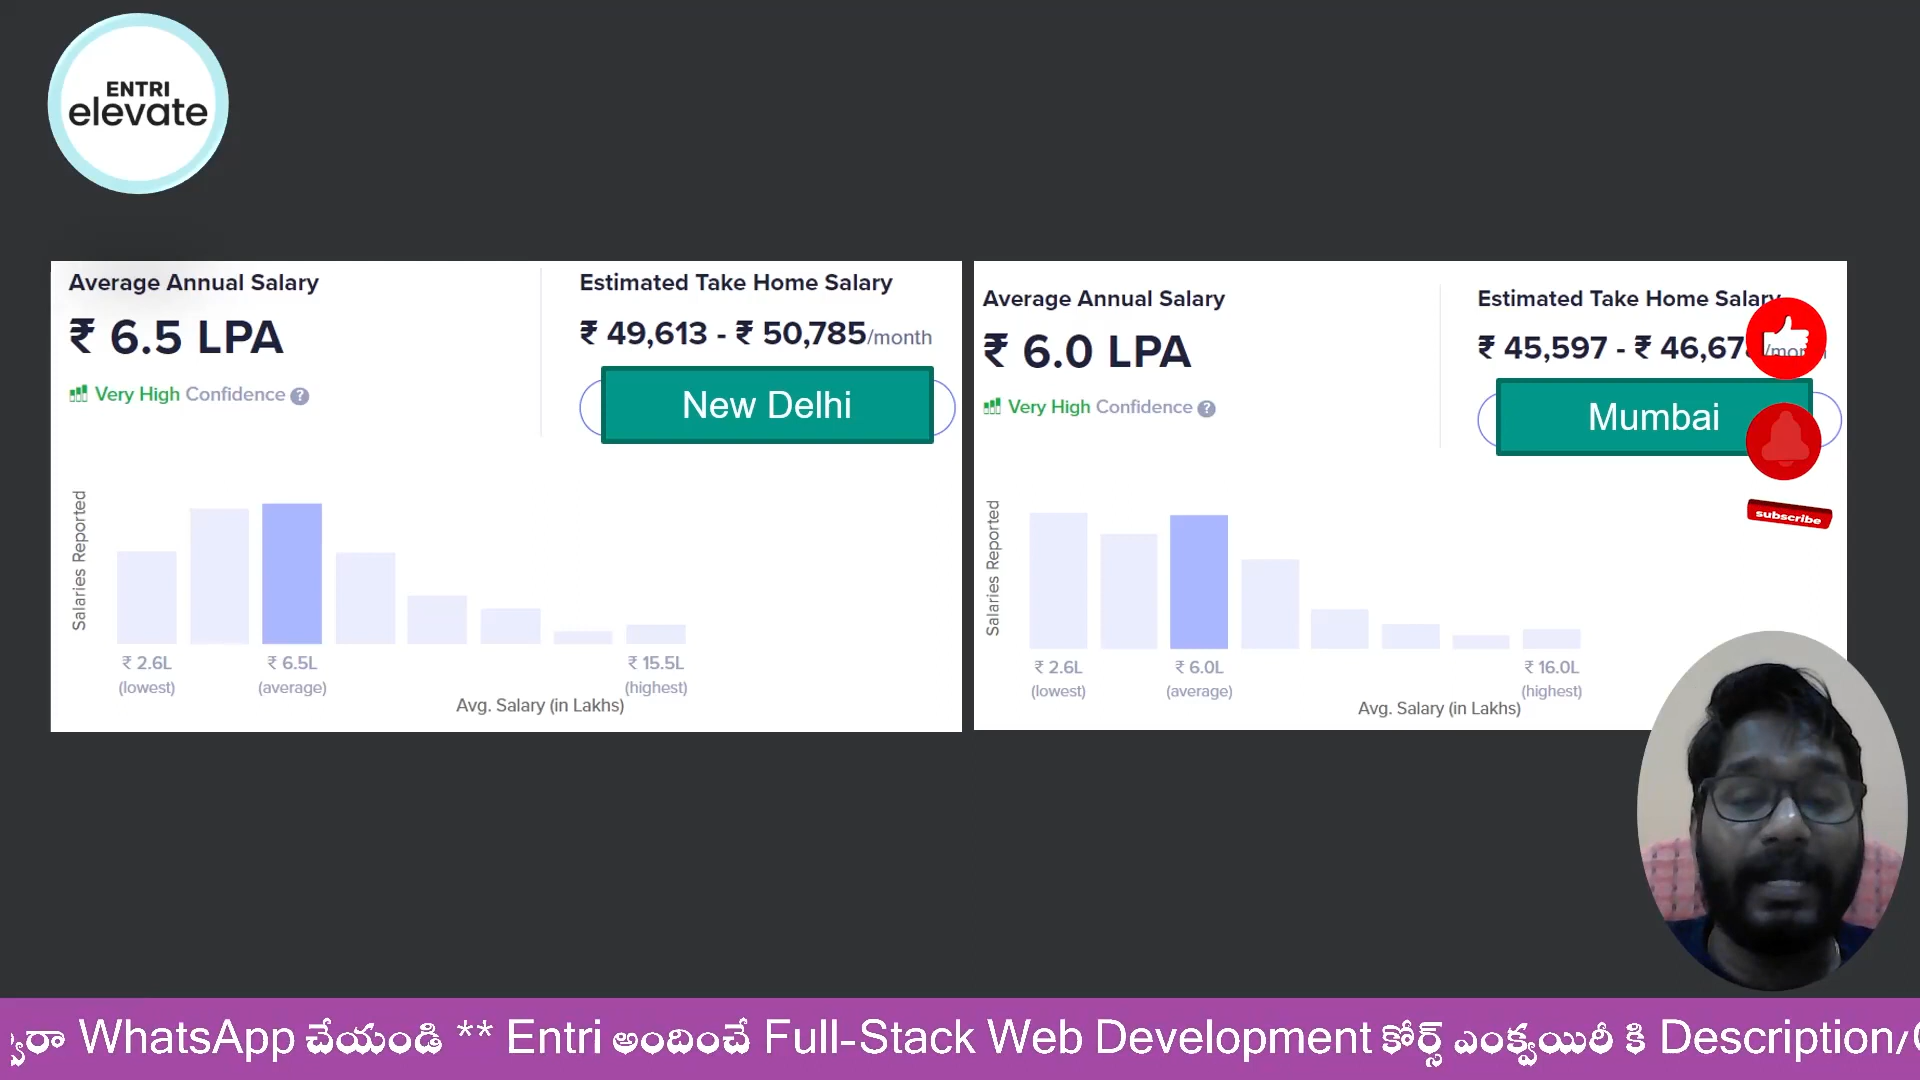 ENTRI
elevate
Average Annual Salary
₹ 6.5 LPA
Very High Confidence ?
Estimated Take Home Salary
₹ 49,613 - ₹ 50,785/month
New Delhi
Salaries Reported
₹ 2.6L
(lowest)
₹ 6.5L
(average)
₹ 15.5L
(highest)
Avg. Salary (in Lakhs)
Average Annual Salary
₹ 6.0 LPA
Very High Confidence ?
Estimated Take Home Salary
₹ 45,597 - ₹
Mumbai
subscribe
Salaries Reported
₹ 2.6L
(lowest)
₹ 6.0L
(average)
₹ 16.0L
(highest)
Avg. Salary (in Lakhs)
WhatsApp చేయండి ** Entri అందించే Full-Stack Web Development కోర్స్ ఎంక్వయిరీ కి Description/